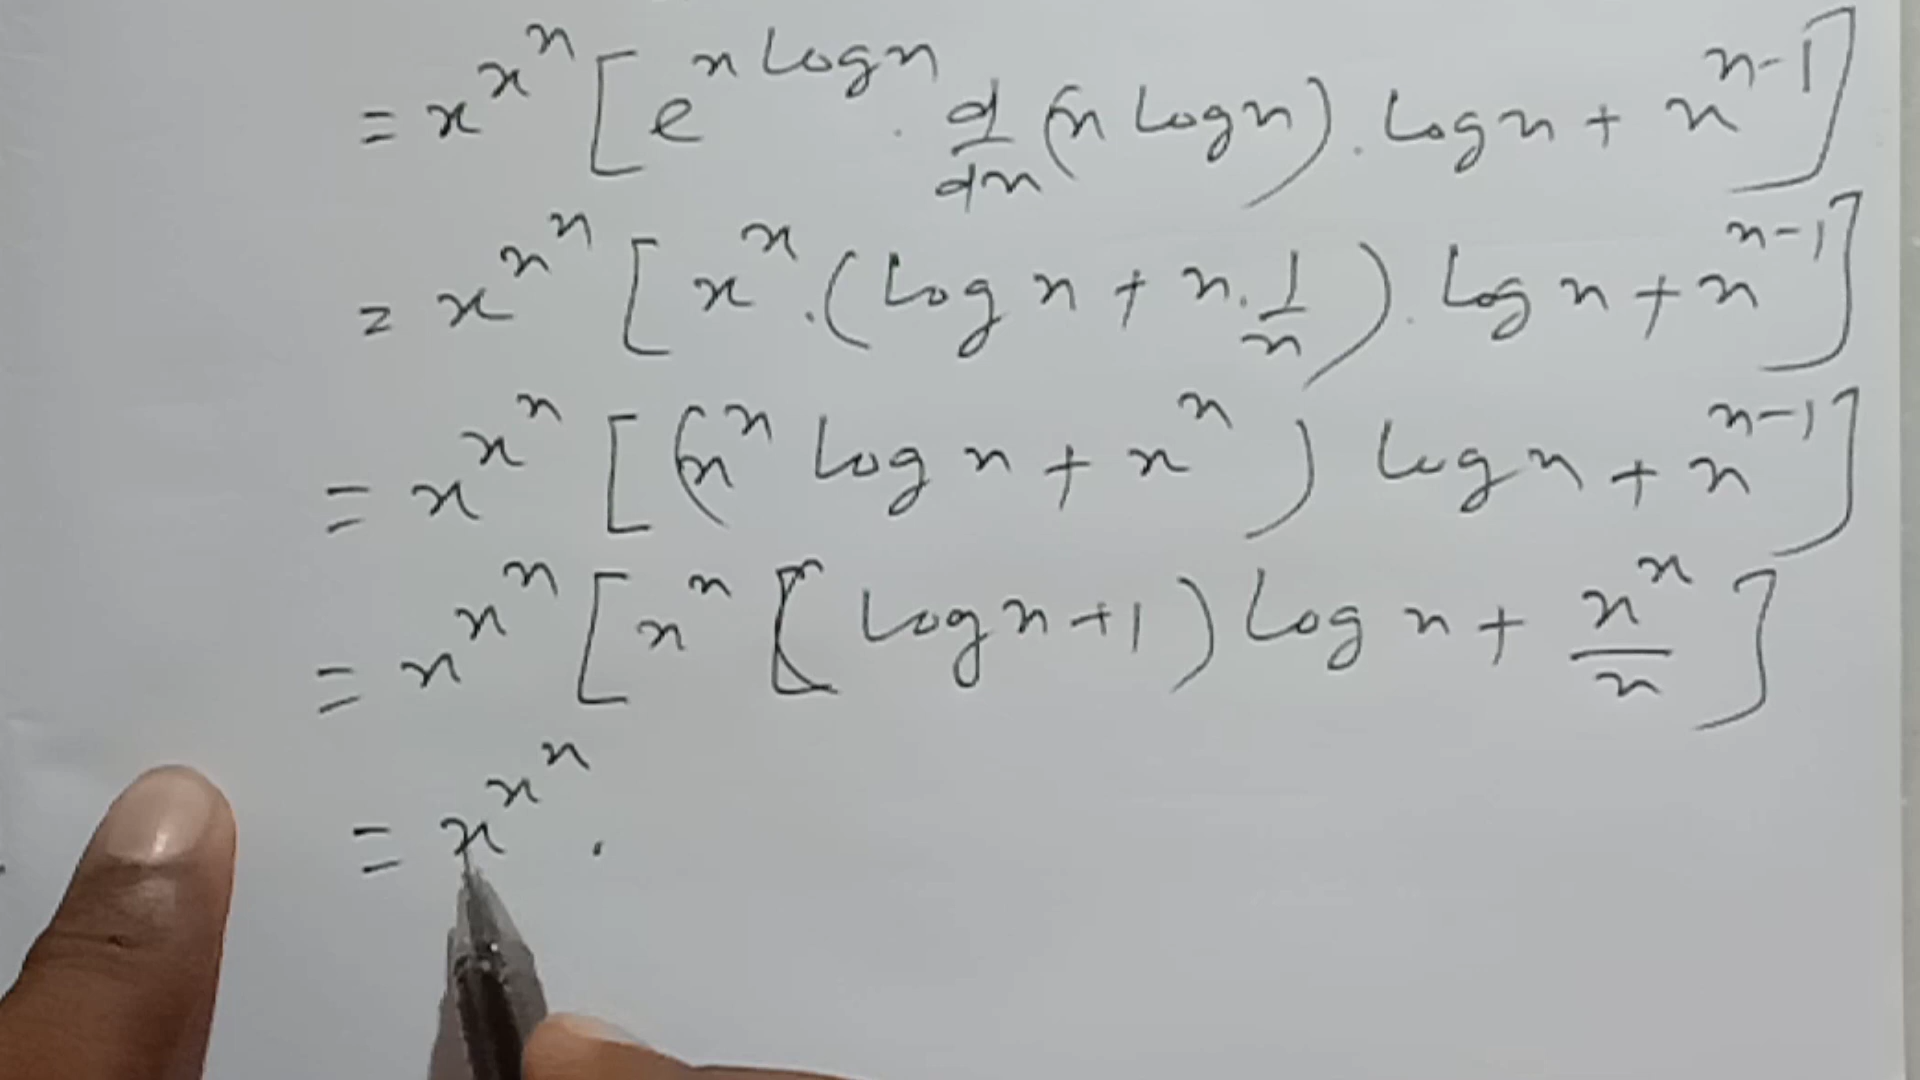 = x^{x^x} [ e^{x log x} . d/dx (x log x) . log x + x^{x-1} ]
= x^{x^x} [ x^x . ( log x + x . 1/x ) . log x + x^{x-1} ]
= x^{x^x} [ ( x^x log x + x^x ) log x + x^{x-1} ]
= x^{x^x} [ x^x ( log x + 1 ) log x + x^x/x ]
= x^{x^x} .